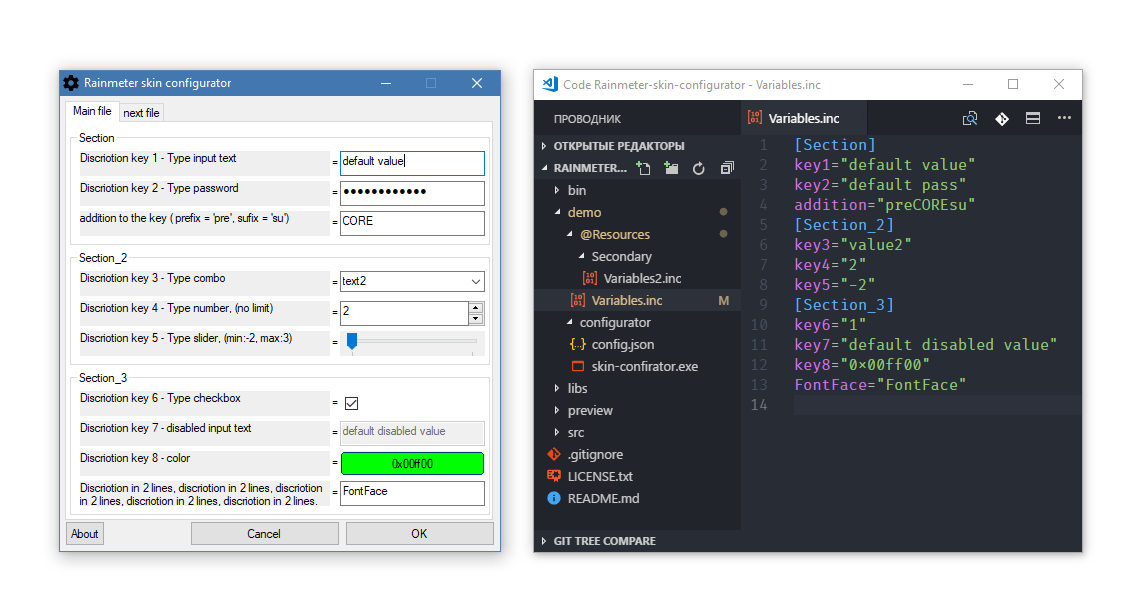 Rainmeter skin configurator
Main file
next file
Section
Discriotion key 1 - Type input text
=
default value
Discriotion key 2 - Type password
=
••••••••••••
addition to the key ( prefix = 'pre', sufix = 'su')
=
CORE
Section_2
Discriotion key 3 - Type combo
=
text2
Discriotion key 4 - Type number, (no limit)
=
2
Discriotion key 5 - Type slider, (min:-2, max:3)
=
Section_3
Discriotion key 6 - Type checkbox
=
Discriotion key 7 - disabled input text
=
default disabled value
Discriotion key 8 - color
=
0x00ff00
Discriotion in 2 lines, discriotion in 2 lines, discriotion
in 2 lines, discriotion in 2 lines, discriotion in 2 lines.
=
FontFace
About
Cancel
OK
Code Rainmeter-skin-configurator - Variables.inc
ПРОВОДНИК
ОТКРЫТЫЕ РЕДАКТОРЫ
RAINMETER...
bin
demo
@Resources
Secondary
Variables2.inc
Variables.inc
M
configurator
config.json
skin-confirator.exe
libs
preview
src
.gitignore
LICENSE.txt
README.md
GIT TREE COMPARE
Variables.inc
1 [Section]
2 key1="default value"
3 key2="default pass"
4 addition="preCOREsu"
5 [Section_2]
6 key3="value2"
7 key4="2"
8 key5="-2"
9 [Section_3]
10 key6="1"
11 key7="default disabled value"
12 key8="0×00ff00"
13 FontFace="FontFace"
14